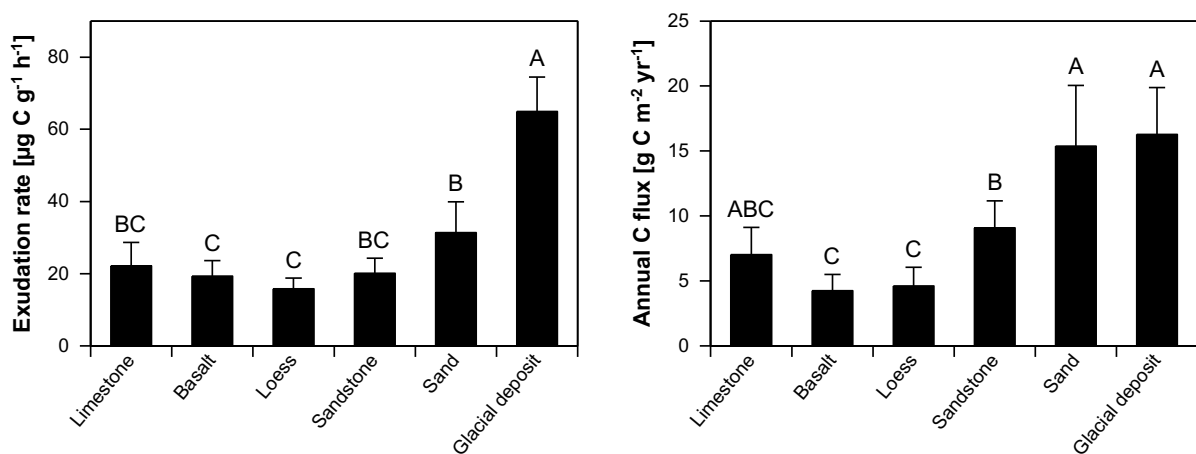 Exudation rate [µg C g⁻¹ h⁻¹]
80
60
40
20
0
BC
C
C
BC
B
A
Limestone
Basalt
Loess
Sandstone
Sand
Glacial deposit
Annual C flux [g C m⁻² yr⁻¹]
25
20
15
10
5
0
ABC
C
C
B
A
A
Limestone
Basalt
Loess
Sandstone
Sand
Glacial deposit